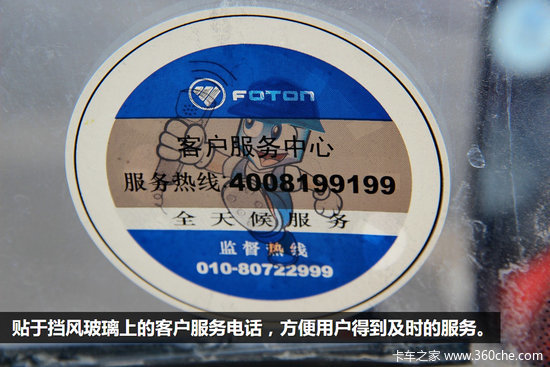 FOTON
客户服务中心
服务热线:4008199199
全天候服务
监督热线
010-80722999
贴于挡风玻璃上的客户服务电话，方便用户得到及时的服务。
卡车之家 www.360che.com